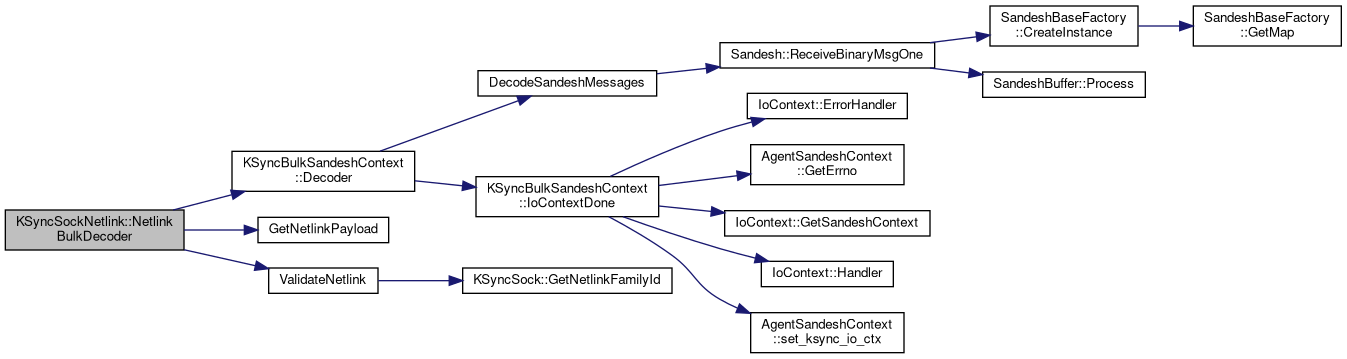 KSyncSockNetlink::Netlink
BulkDecoder
KSyncBulkSandeshContext
::Decoder
GetNetlinkPayload
ValidateNetlink
DecodeSandeshMessages
KSyncBulkSandeshContext
::IoContextDone
KSyncSock::GetNetlinkFamilyId
Sandesh::ReceiveBinaryMsgOne
IoContext::ErrorHandler
AgentSandeshContext
::GetErrno
IoContext::GetSandeshContext
IoContext::Handler
AgentSandeshContext
::set_ksync_io_ctx
SandeshBaseFactory
::CreateInstance
SandeshBuffer::Process
SandeshBaseFactory
::GetMap